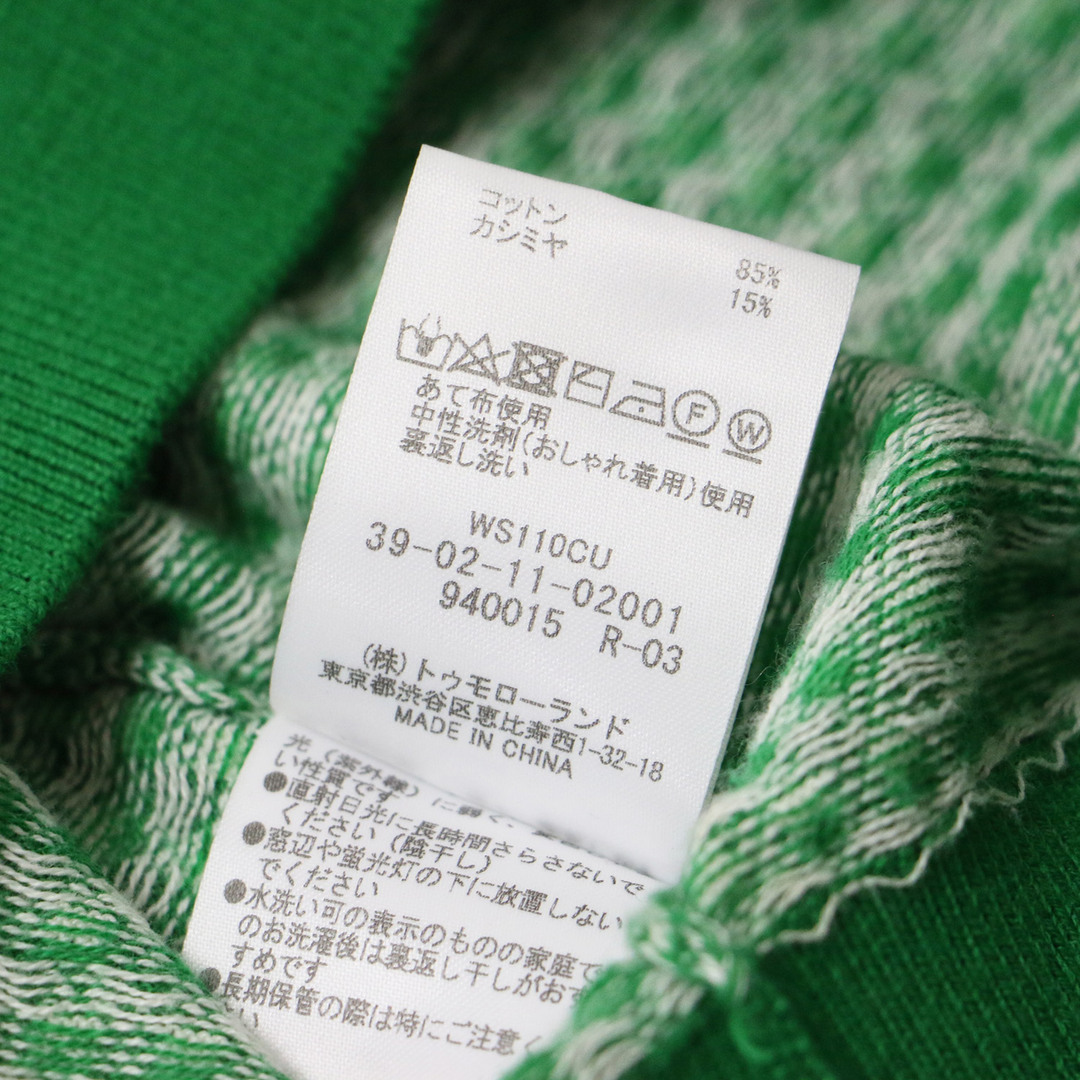 コットン 85%
カシミヤ 15%
F W
あて布使用
中性洗剤(おしゃれ着用)使用
裏返し洗い
WS110CU
39-02-11-02001
940015 R-03
(株)トゥモローランド
東京都渋谷区恵比寿西1-32-18
MADE IN CHINA
光(紫外線)に弱く、
い性質です
●直射日光に長時間さらさないで
ください(陰干し)
●窓辺や蛍光灯の下に放置しない
でください
●水洗い可の表示のものの家庭で
のお洗濯後は裏返し干しがおす
すめです
●長期保管の際は特にご注意く
い